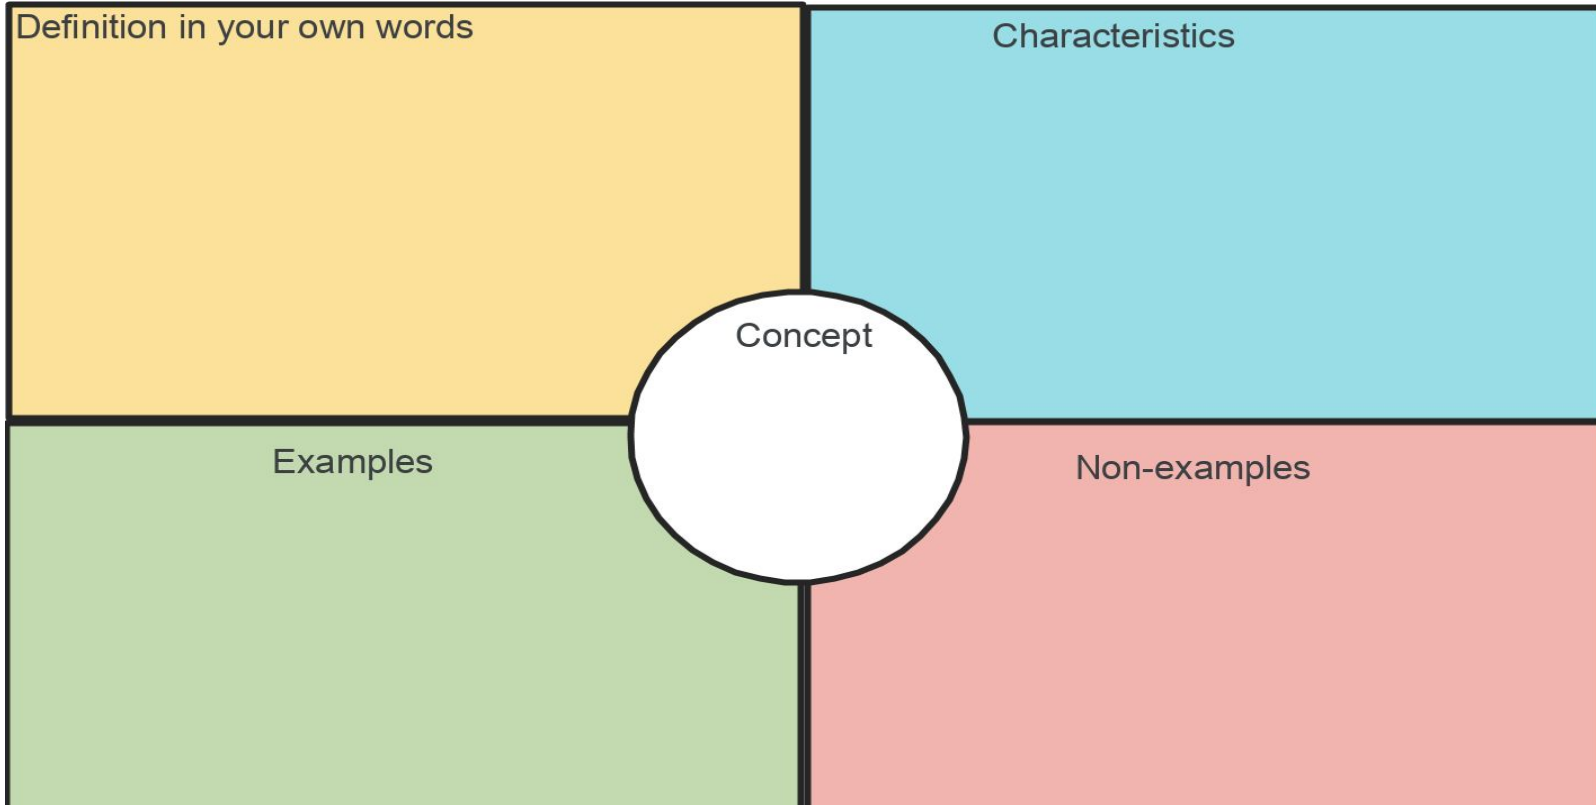 Definition in your own words
Characteristics
Concept
Examples
Non-examples